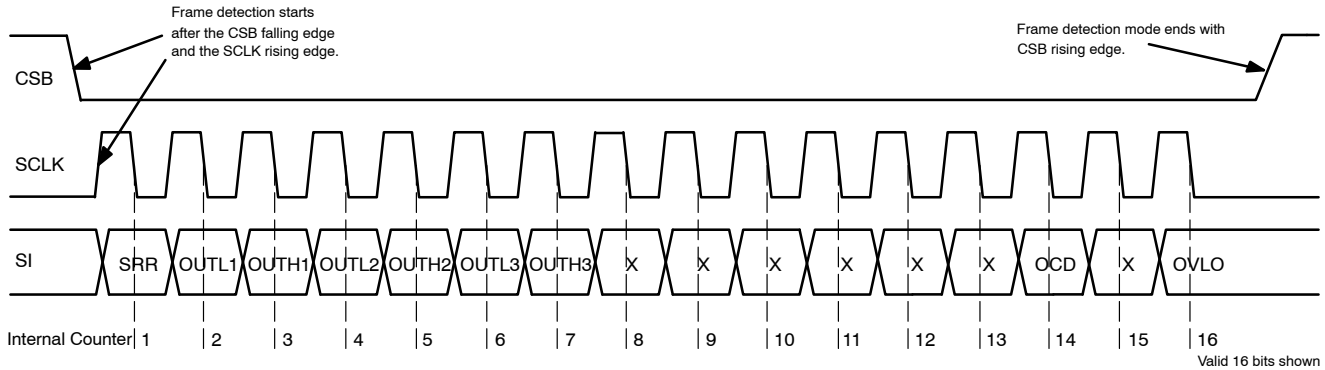 Frame detection starts
after the CSB falling edge
and the SCLK rising edge.
Frame detection mode ends with
CSB rising edge.
CSB
SCLK
SI
SRR OUTL1 OUTH1 OUTL2 OUTH2 OUTL3 OUTH3 X X X X X X OCD X OVLO
Internal Counter 1 2 3 4 5 6 7 8 9 10 11 12 13 14 15 16
Valid 16 bits shown